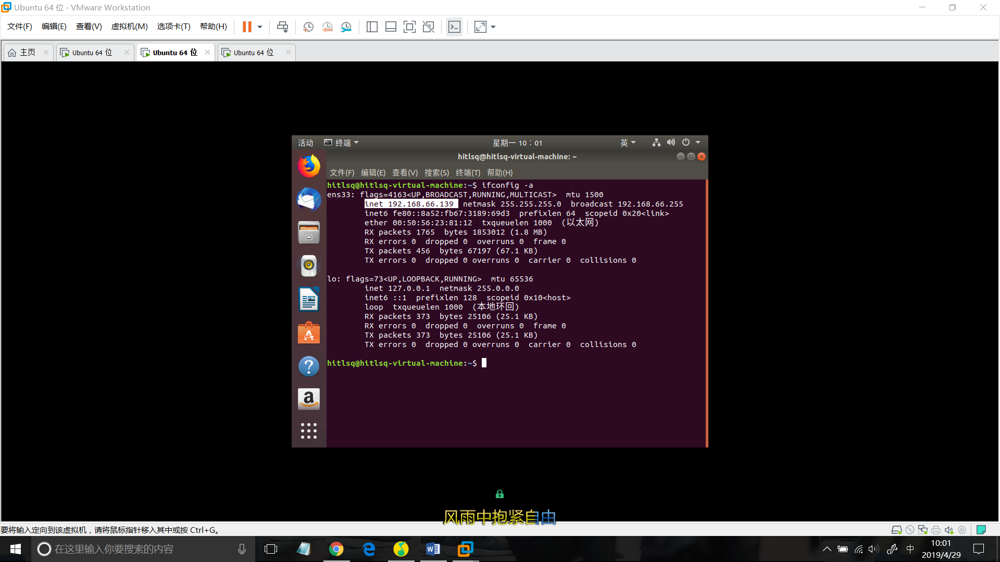 Ubuntu 64 位 - VMware Workstation
文件(F) 编辑(E) 查看(V) 虚拟机(M) 选项卡(T) 帮助(H)
主页 Ubuntu 64 位 Ubuntu 64 位 Ubuntu 64 位
活动 终端 星期一 10：01 英
hitlsq@hitlsq-virtual-machine: ~
文件(F) 编辑(E) 查看(V) 搜索(S) 终端(T) 帮助(H)
hitlsq@hitlsq-virtual-machine:~$ ifconfig -a
ens33: flags=4163<UP,BROADCAST,RUNNING,MULTICAST>  mtu 1500
inet 192.168.66.139  netmask 255.255.255.0  broadcast 192.168.66.255
inet6 fe80::8a52:fb67:3189:69d3  prefixlen 64  scopeid 0x20<link>
ether 00:50:56:23:81:12  txqueuelen 1000  (以太网)
RX packets 1765  bytes 1853012 (1.8 MB)
RX errors 0  dropped 0  overruns 0  frame 0
TX packets 456  bytes 67197 (67.1 KB)
TX errors 0  dropped 0 overruns 0  carrier 0  collisions 0
lo: flags=73<UP,LOOPBACK,RUNNING>  mtu 65536
inet 127.0.0.1  netmask 255.0.0.0
inet6 ::1  prefixlen 128  scopeid 0x10<host>
loop  txqueuelen 1000  (本地环回)
RX packets 373  bytes 25106 (25.1 KB)
RX errors 0  dropped 0  overruns 0  frame 0
TX packets 373  bytes 25106 (25.1 KB)
TX errors 0  dropped 0 overruns 0  carrier 0  collisions 0
hitlsq@hitlsq-virtual-machine:~$
风雨中抱紧自由
要将输入定向到该虚拟机，请将鼠标指针移入其中或按 Ctrl+G。
在这里输入你要搜索的内容
中
10:01
2019/4/29